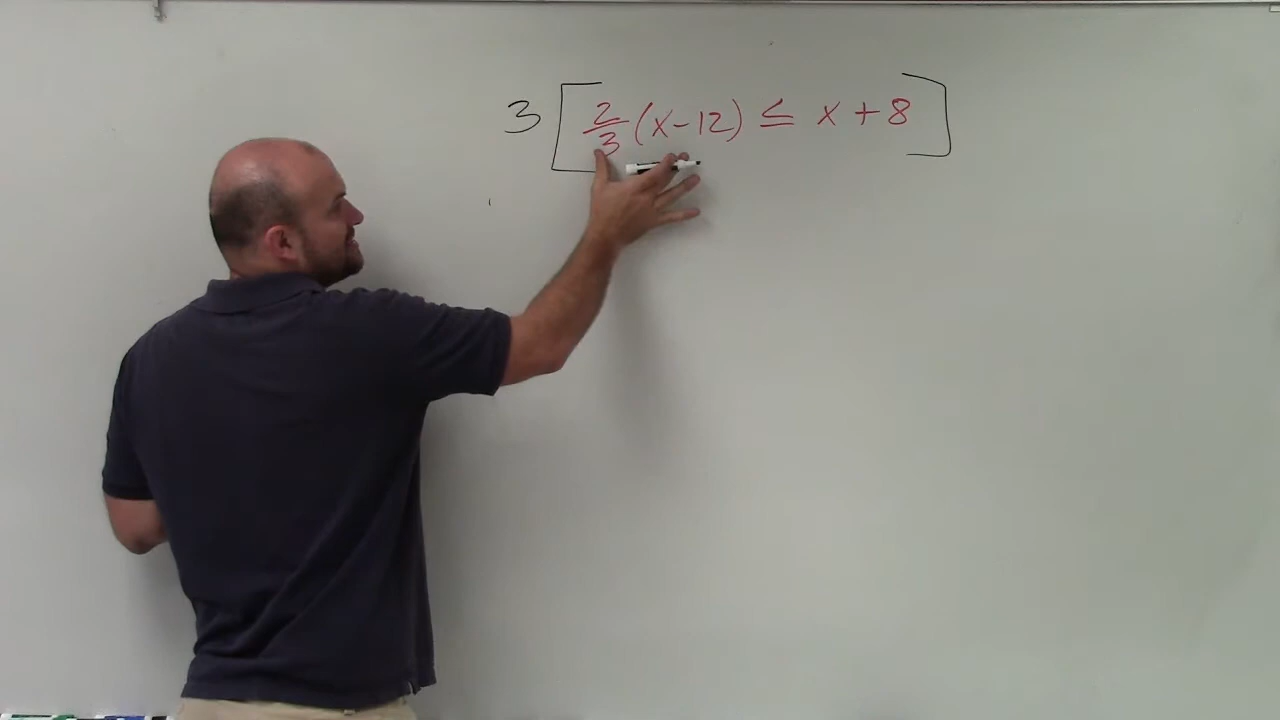 3 [ 2/3 (x-12) ≤ x + 8 ]